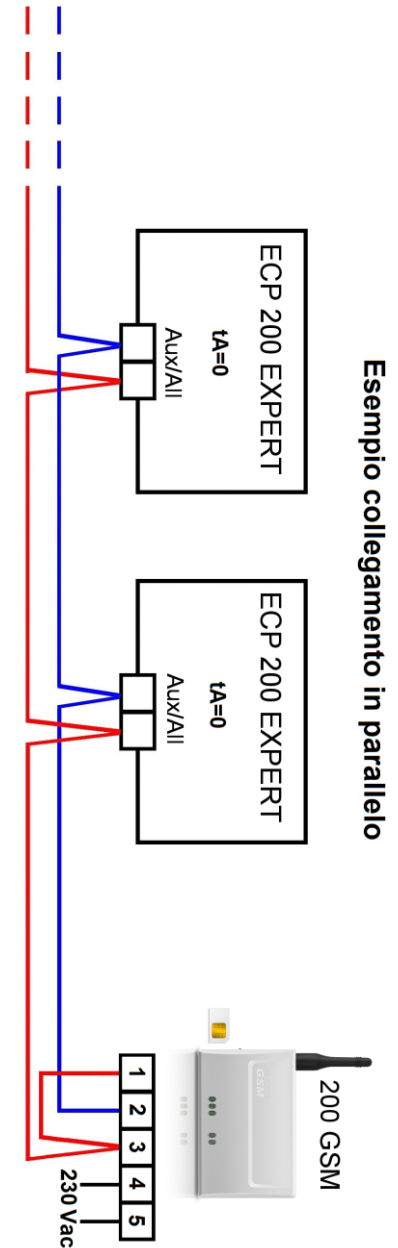 Esempio collegamento in parallelo
ECP 200 EXPERT
tA=0
Aux/All
ECP 200 EXPERT
tA=0
Aux/All
200 GSM
GSM
1 2 3 4 5
230 Vac